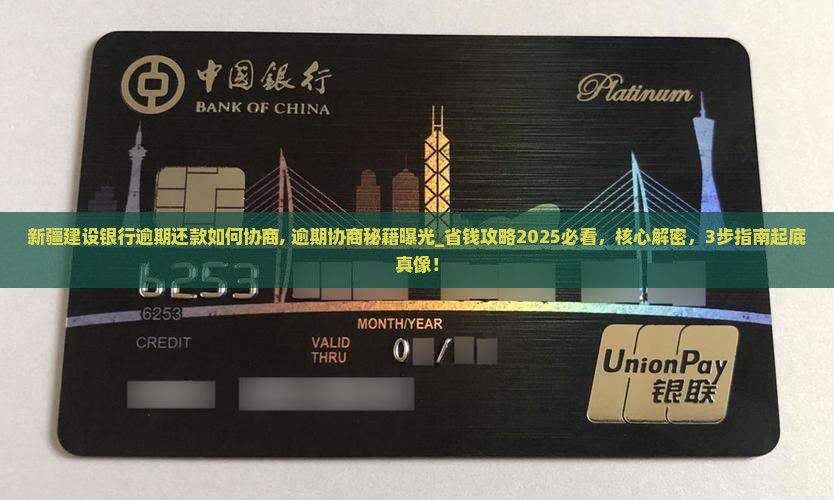 中国银行
BANK OF CHINA
Platinum
新疆建设银行逾期还款如何协商, 逾期协商秘籍曝光_省钱攻略2025必看，核心解密，3步指南起底
真像！
6253
6253
MONTH/YEAR
CREDIT
VALID
THRU
0 /
UnionPay
银联